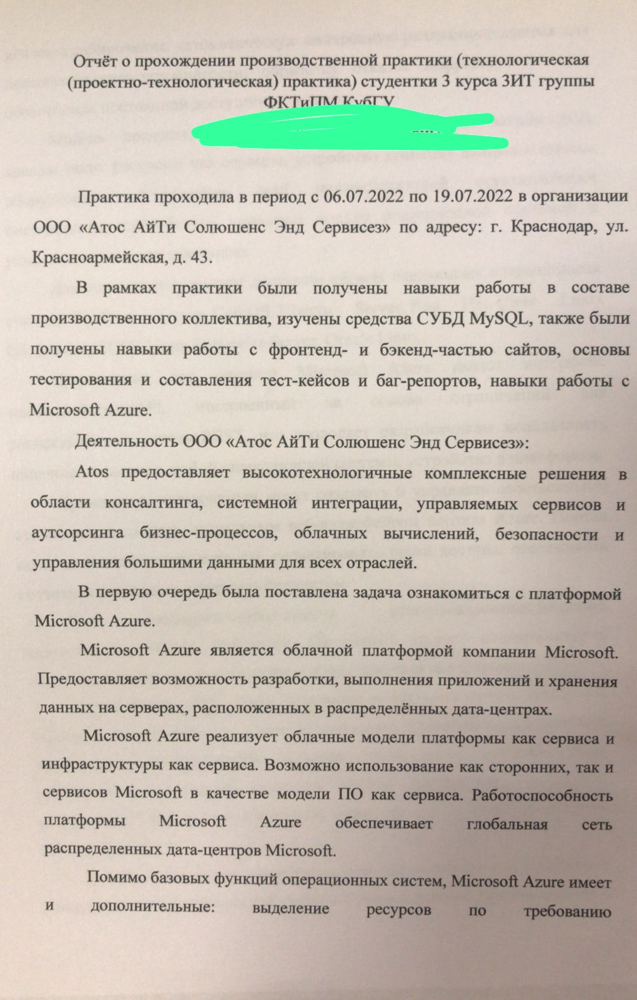 Отчёт о прохождении производственной практики (технологическая
(проектно-технологическая) практика) студентки 3 курса ЗИТ группы
ФКТиПМ КубГУ
Практика проходила в период с 06.07.2022 по 19.07.2022 в организации
ООО «Атос АйТи Солюшенс Энд Сервисез» по адресу: г. Краснодар, ул.
Красноармейская, д. 43.
В рамках практики были получены навыки работы в составе
производственного коллектива, изучены средства СУБД MySQL, также были
получены навыки работы с фронтенд- и бэкенд-частью сайтов, основы
тестирования и составления тест-кейсов и баг-репортов, навыки работы с
Microsoft Azure.
Деятельность ООО «Атос АйТи Солюшенс Энд Сервисез»:
Atos предоставляет высокотехнологичные комплексные решения в
области консалтинга, системной интеграции, управляемых сервисов и
аутсорсинга бизнес-процессов, облачных вычислений, безопасности и
управления большими данными для всех отраслей.
В первую очередь была поставлена задача ознакомиться с платформой
Microsoft Azure.
Microsoft Azure является облачной платформой компании Microsoft.
Предоставляет возможность разработки, выполнения приложений и хранения
данных на серверах, расположенных в распределённых дата-центрах.
Microsoft Azure реализует облачные модели платформы как сервиса и
инфраструктуры как сервиса. Возможно использование как сторонних, так и
сервисов Microsoft в качестве модели ПО как сервиса. Работоспособность
платформы Microsoft Azure обеспечивает глобальная сеть
распределенных дата-центров Microsoft.
Помимо базовых функций операционных систем, Microsoft Azure имеет
и дополнительные: выделение ресурсов по требованию